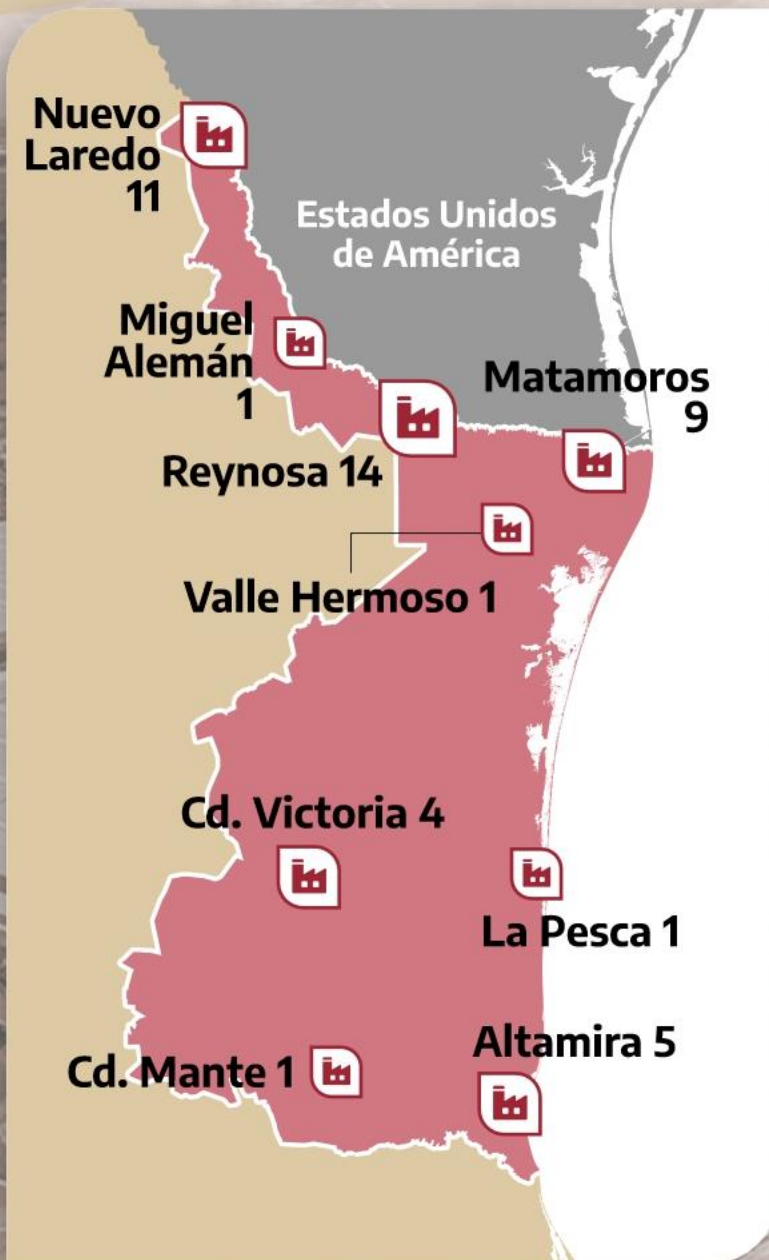 Nuevo
Laredo
11
Estados Unidos
de América
Miguel
Alemán
1
Matamoros
9
Reynosa 14
Valle Hermoso 1
Cd. Victoria 4
La Pesca 1
Altamira 5
Cd. Mante 1